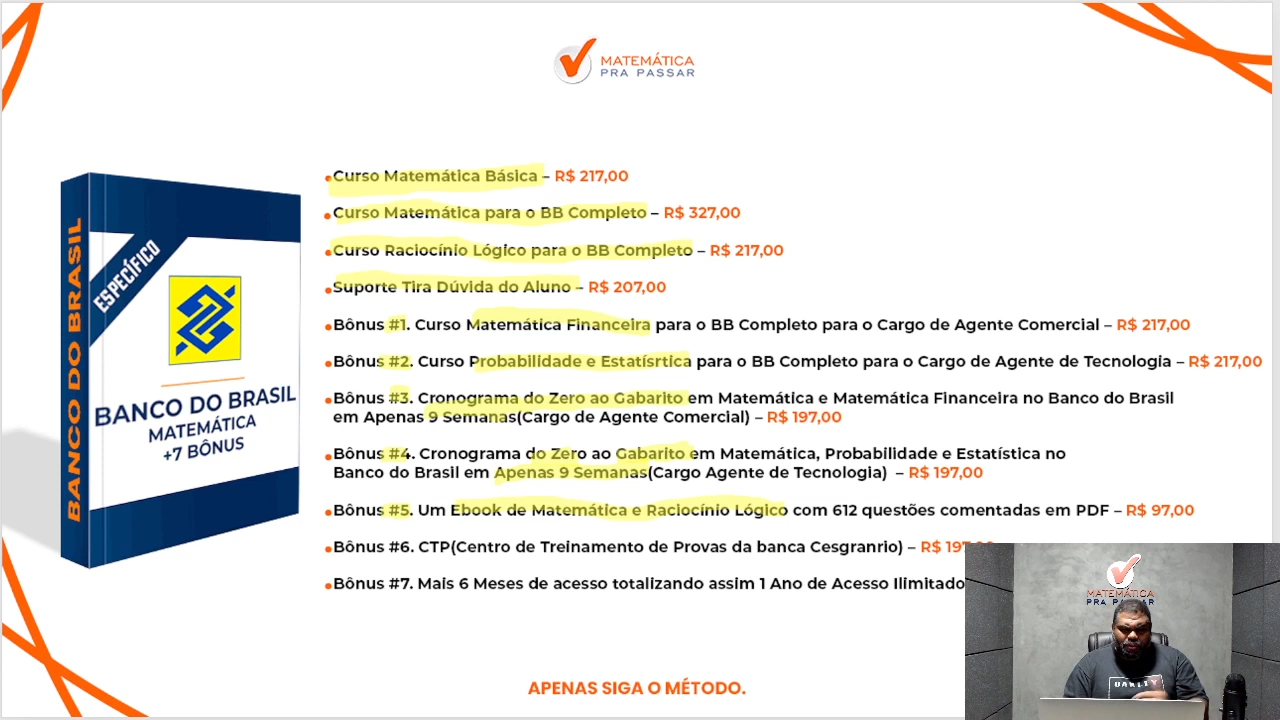 MATEMÁTICA
PRA PASSAR
• Curso Matemática Básica – R$ 217,00
• Curso Matemática para o BB Completo – R$ 327,00
• Curso Raciocínio Lógico para o BB Completo – R$ 217,00
• Suporte Tira Dúvida do Aluno – R$ 207,00
• Bônus #1. Curso Matemática Financeira para o BB Completo para o Cargo de Agente Comercial – R$ 217,00
• Bônus #2. Curso Probabilidade e Estatísrtica para o BB Completo para o Cargo de Agente de Tecnologia – R$ 217,00
• Bônus #3. Cronograma do Zero ao Gabarito em Matemática e Matemática Financeira no Banco do Brasil
em Apenas 9 Semanas(Cargo de Agente Comercial) – R$ 197,00
• Bônus #4. Cronograma do Zero ao Gabarito em Matemática, Probabilidade e Estatística no
Banco do Brasil em Apenas 9 Semanas(Cargo Agente de Tecnologia) – R$ 197,00
• Bônus #5. Um Ebook de Matemática e Raciocínio Lógico com 612 questões comentadas em PDF – R$ 97,00
• Bônus #6. CTP(Centro de Treinamento de Provas da banca Cesgranrio) – R$ 197
• Bônus #7. Mais 6 Meses de acesso totalizando assim 1 Ano de Acesso Ilimitado
BANCO DO BRASIL
ESPECÍFICO
BANCO DO BRASIL
MATEMÁTICA
+7 BÔNUS
MATEMÁTICA
PRA PASSAR
OAKLEY
APENAS SIGA O MÉTODO.